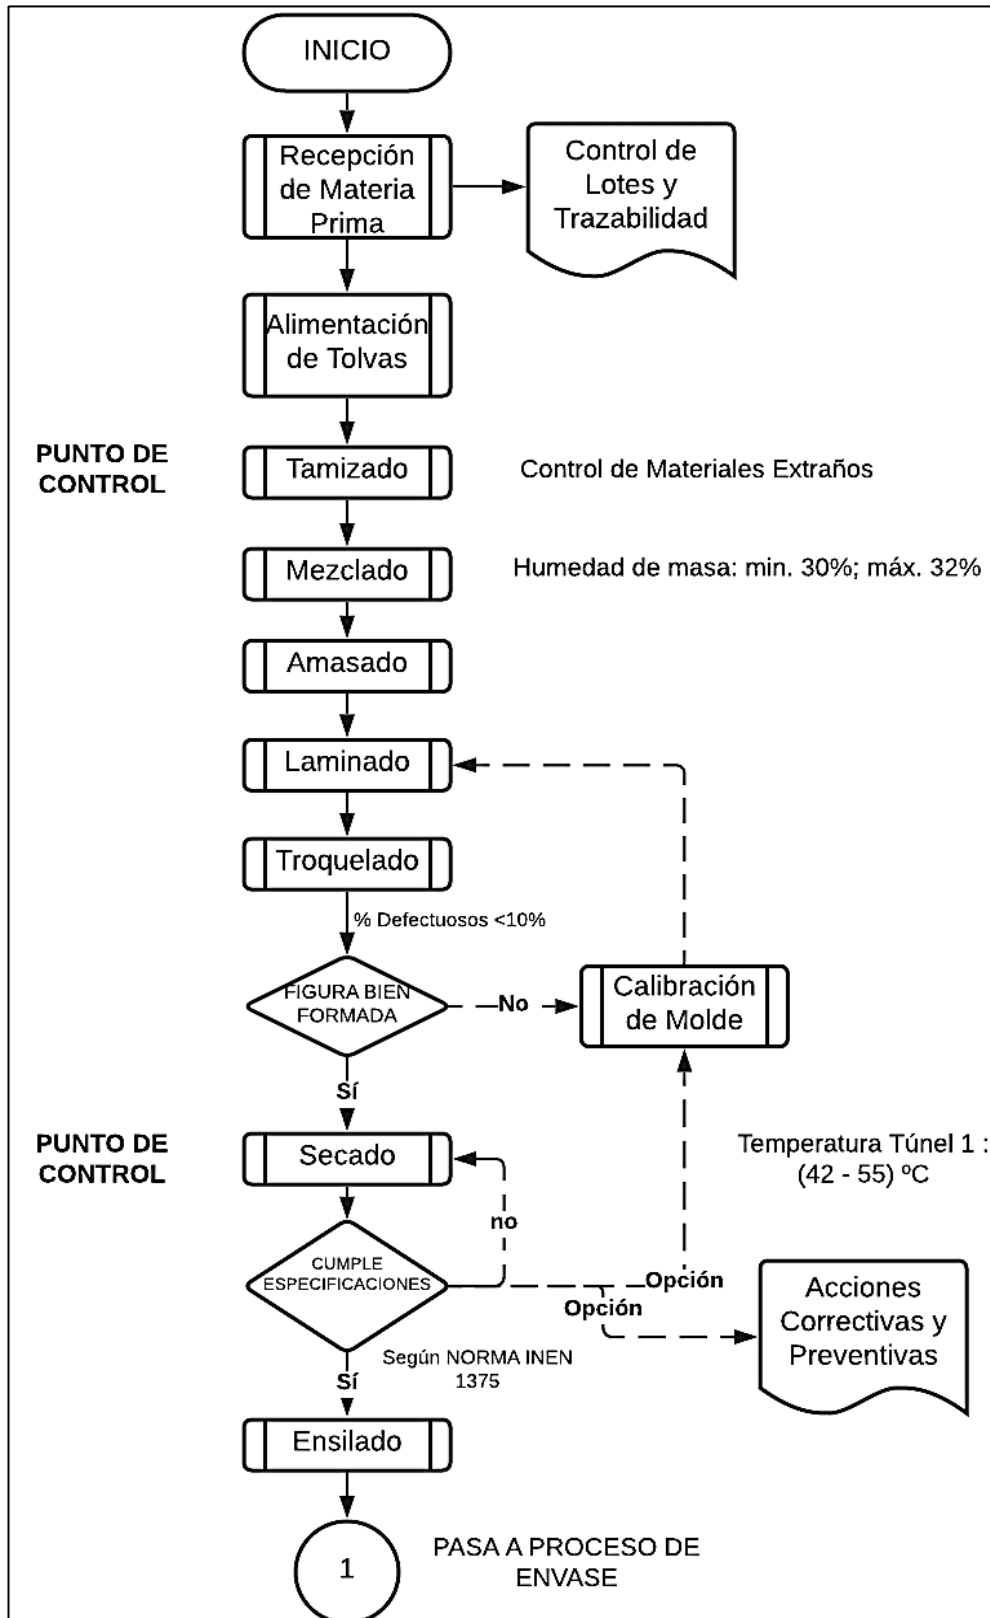 INICIO
Recepción
de Materia
Prima
Control de
Lotes y
Trazabilidad
Alimentación
de Tolvas
PUNTO DE
CONTROL
Tamizado
Control de Materiales Extraños
Mezclado
Humedad de masa: min. 30%; máx. 32%
Amasado
Laminado
Troquelado
% Defectuosos <10%
FIGURA BIEN
FORMADA
No
Calibración
de Molde
Sí
PUNTO DE
CONTROL
Secado
Temperatura Túnel 1 :
(42 - 55) ºC
no
CUMPLE
ESPECIFICACIONES
Opción
Opción
Acciones
Correctivas y
Preventivas
Según NORMA INEN
1375
Sí
Ensilado
1
PASA A PROCESO DE
ENVASE